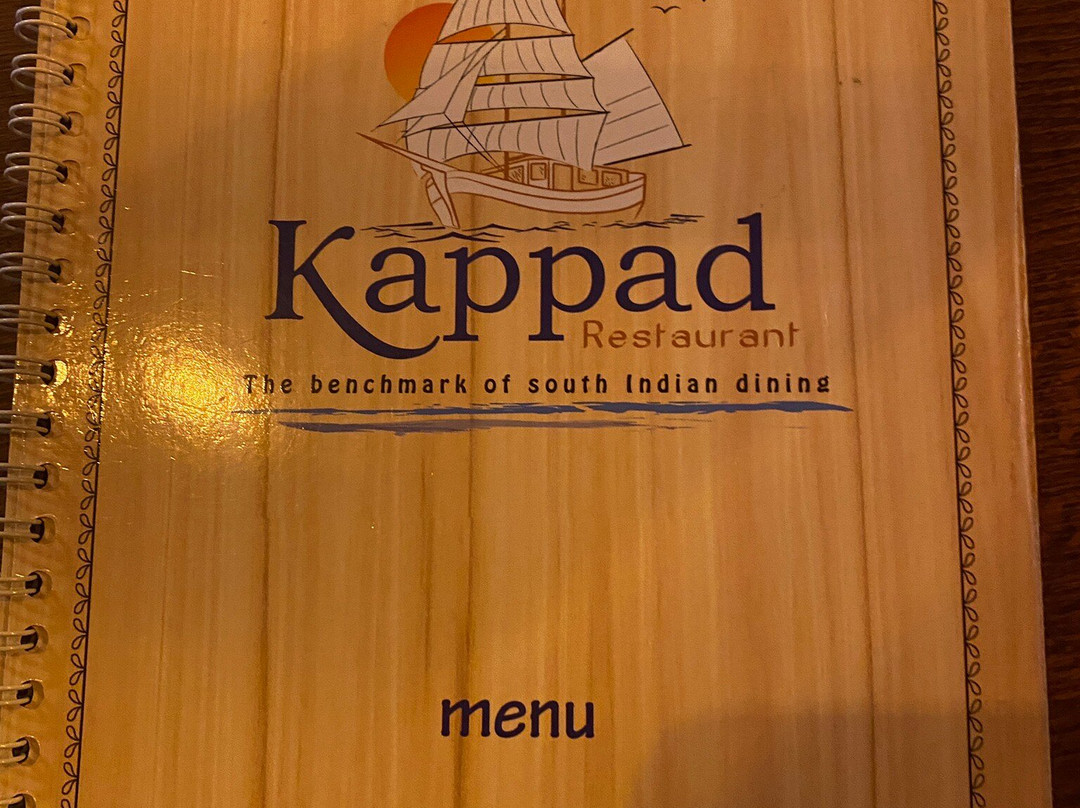 Kappad
Restaurant
The benchmark of south Indian dining
menu